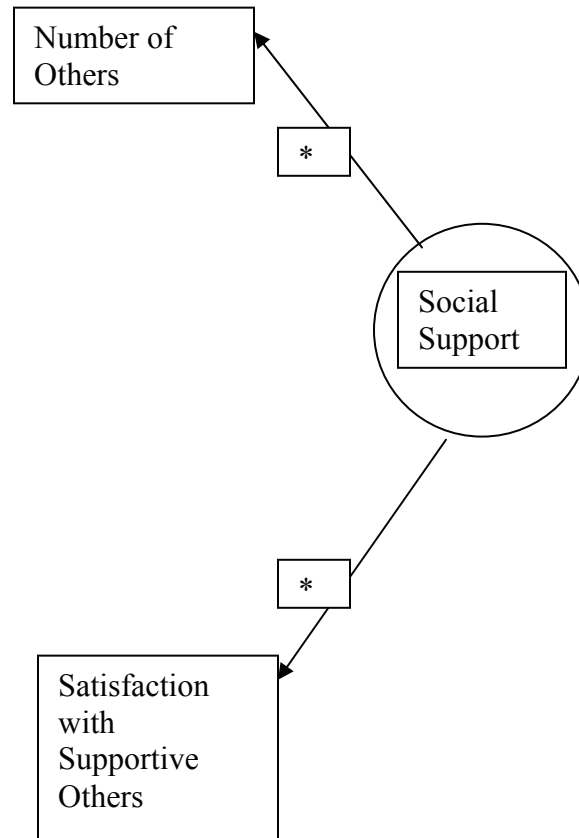 Number of
Others
*
Social
Support
*
Satisfaction
with
Supportive
Others